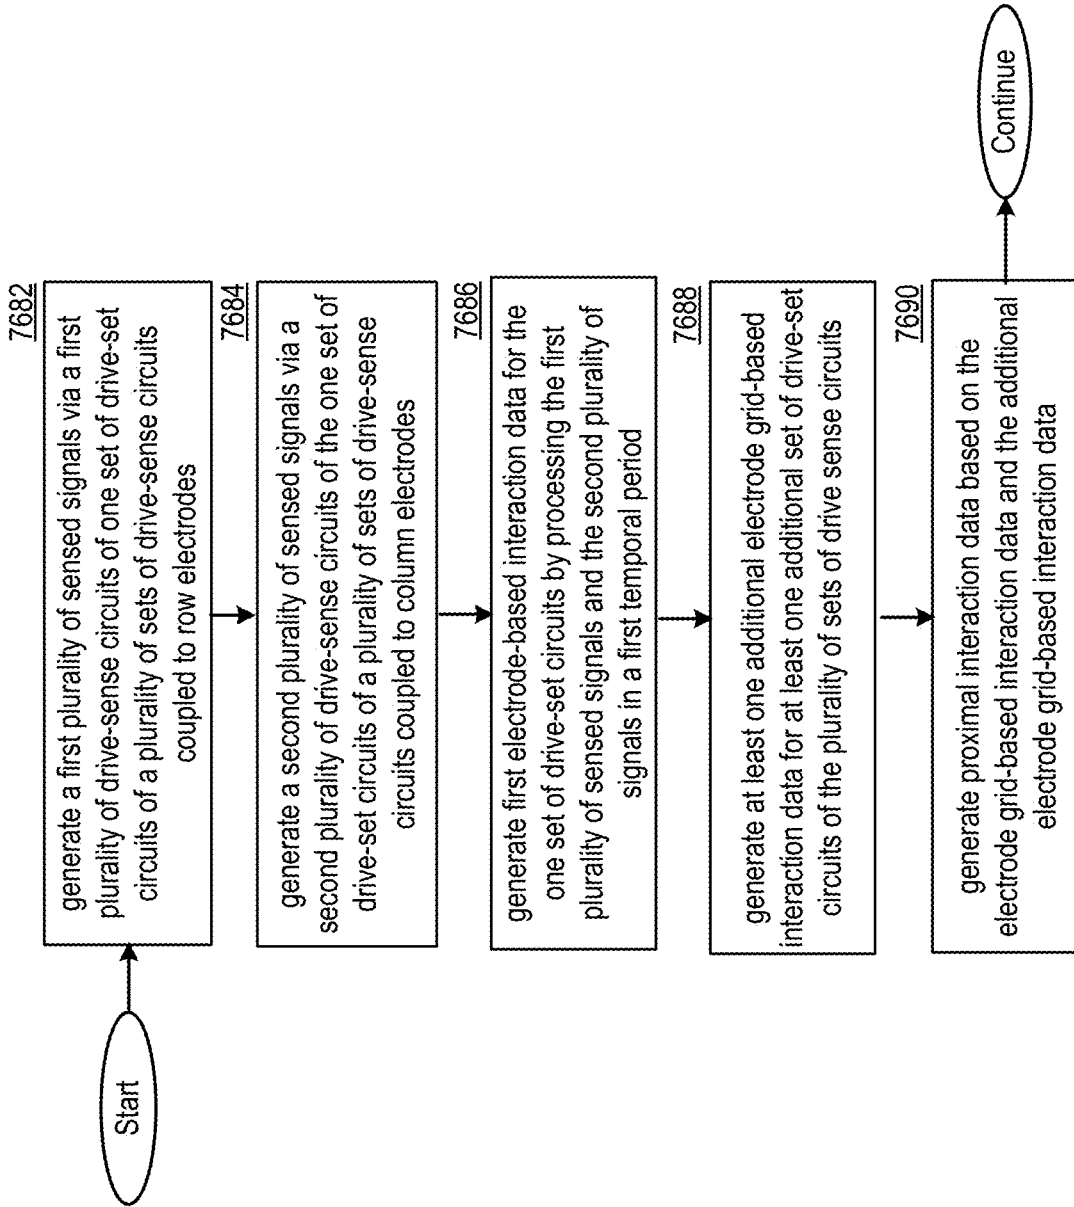 Start
7682
generate a first plurality of sensed signals via a first
plurality of drive-sense circuits of one set of drive-set
circuits of a plurality of sets of drive-sense circuits
coupled to row electrodes
7684
generate a second plurality of sensed signals via a
second plurality of drive-sense circuits of the one set of
drive-set circuits of a plurality of sets of drive-sense
circuits coupled to column electrodes
7686
generate first electrode-based interaction data for the
one set of drive-set circuits by processing the first
plurality of sensed signals and the second plurality of
signals in a first temporal period
7688
generate at least one additional electrode grid-based
interaction data for at least one additional set of drive-set
circuits of the plurality of sets of drive sense circuits
7690
generate proximal interaction data based on the
electrode grid-based interaction data and the additional
electrode grid-based interaction data
Continue